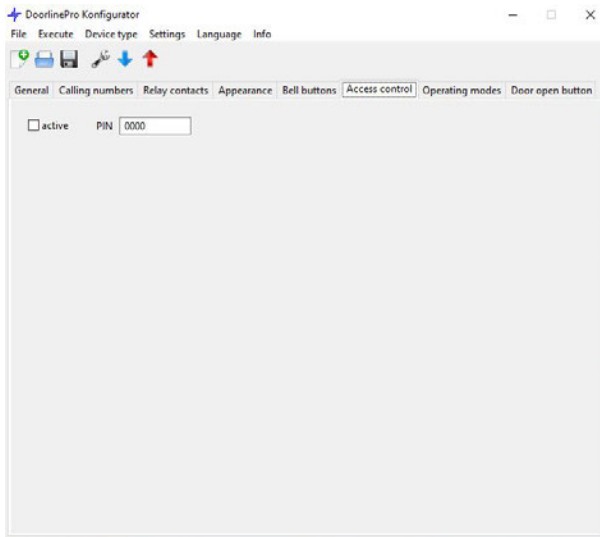 DoorlinePro Konfigurator
File Execute Device type Settings Language Info
General Calling numbers Relay contacts Appearance Bell buttons Access control Operating modes Door open button
active PIN 0000